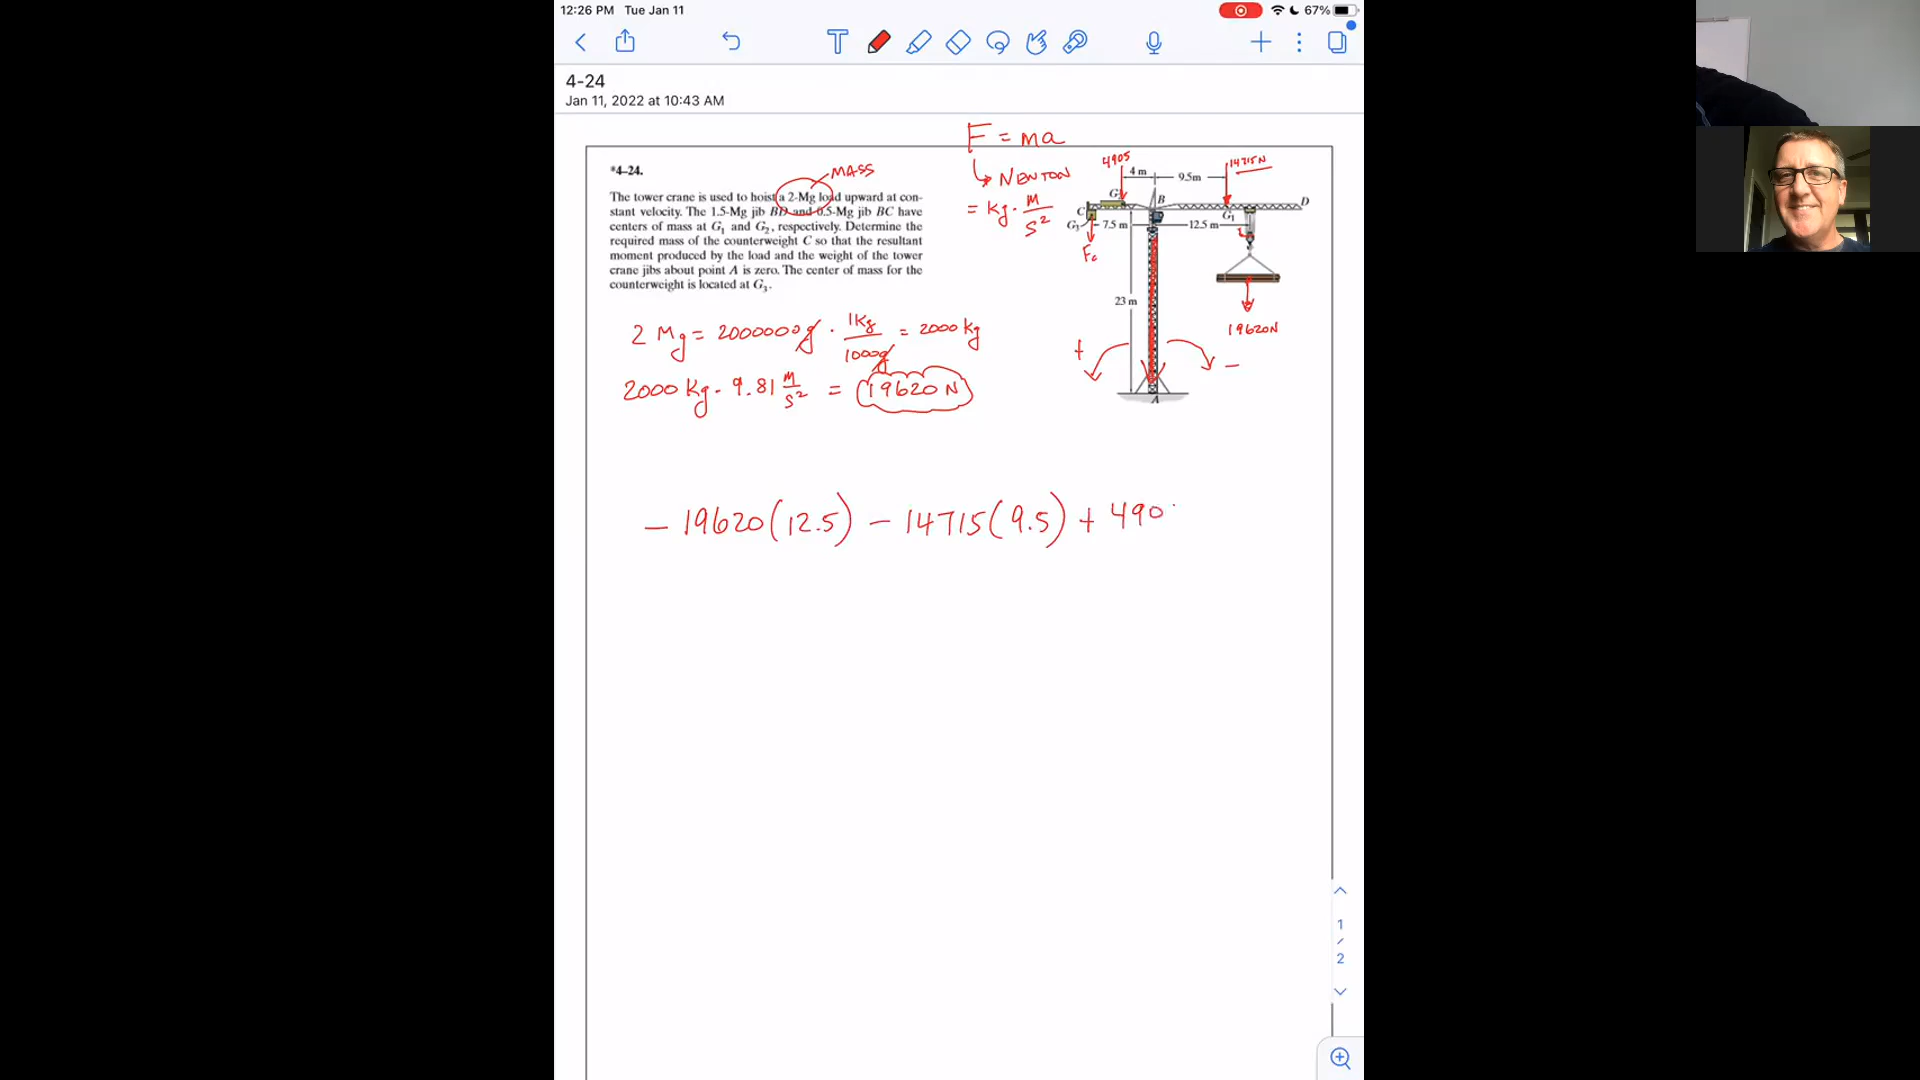 12:26 PM Tue Jan 11
67%
4-24
Jan 11, 2022 at 10:43 AM
F = ma
NEWTON
= Kg · M/S²
*4–24.
MASS
The tower crane is used to hoist a 2-Mg load upward at con-
stant velocity. The 1.5-Mg jib BD and 0.5-Mg jib BC have
centers of mass at G₁ and G₂, respectively. Determine the
required mass of the counterweight C so that the resultant
moment produced by the load and the weight of the tower
crane jibs about point A is zero. The center of mass for the
counterweight is located at G₃.
4905
14715N
4 m
9.5m
G
B
D
C
G₃
7.5 m
12.5 m
G₁
Fc
23 m
19620N
+
−
A
2 Mg = 2000000g · 1Kg/1000g = 2000 Kg
2000 Kg · 9.81 M/S² = 19620 N
− 19620(12.5) − 14715(9.5) + 490
1
/
2